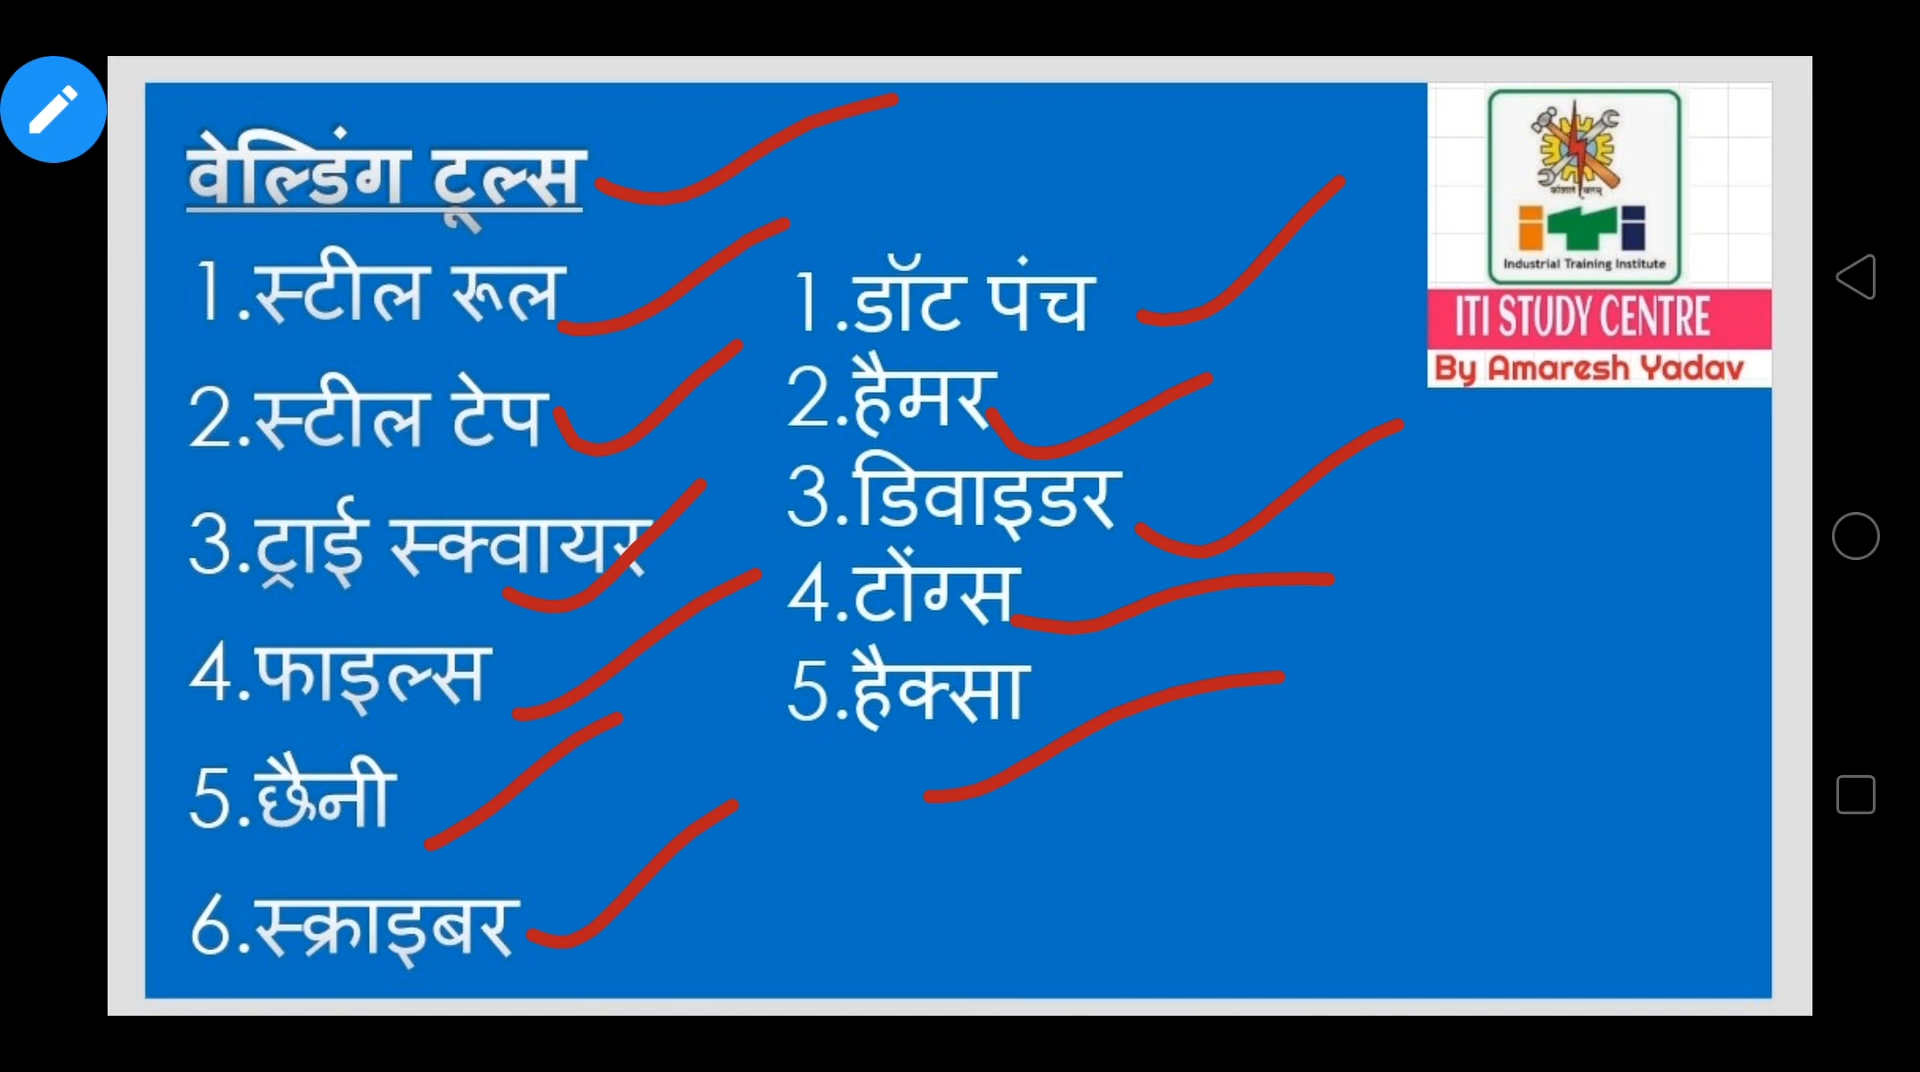 वेल्डिंग टूल्स
1.स्टील रूल
2.स्टील टेप
3.ट्राई स्क्वायर
4.फाइल्स
5.छैनी
6.स्क्राइबर
1.डॉट पंच
2.हैमर
3.डिवाइडर
4.टोंग्स
5.हैक्सा
iti
Industrial Training Institute
ITI STUDY CENTRE
By Amaresh Yadav